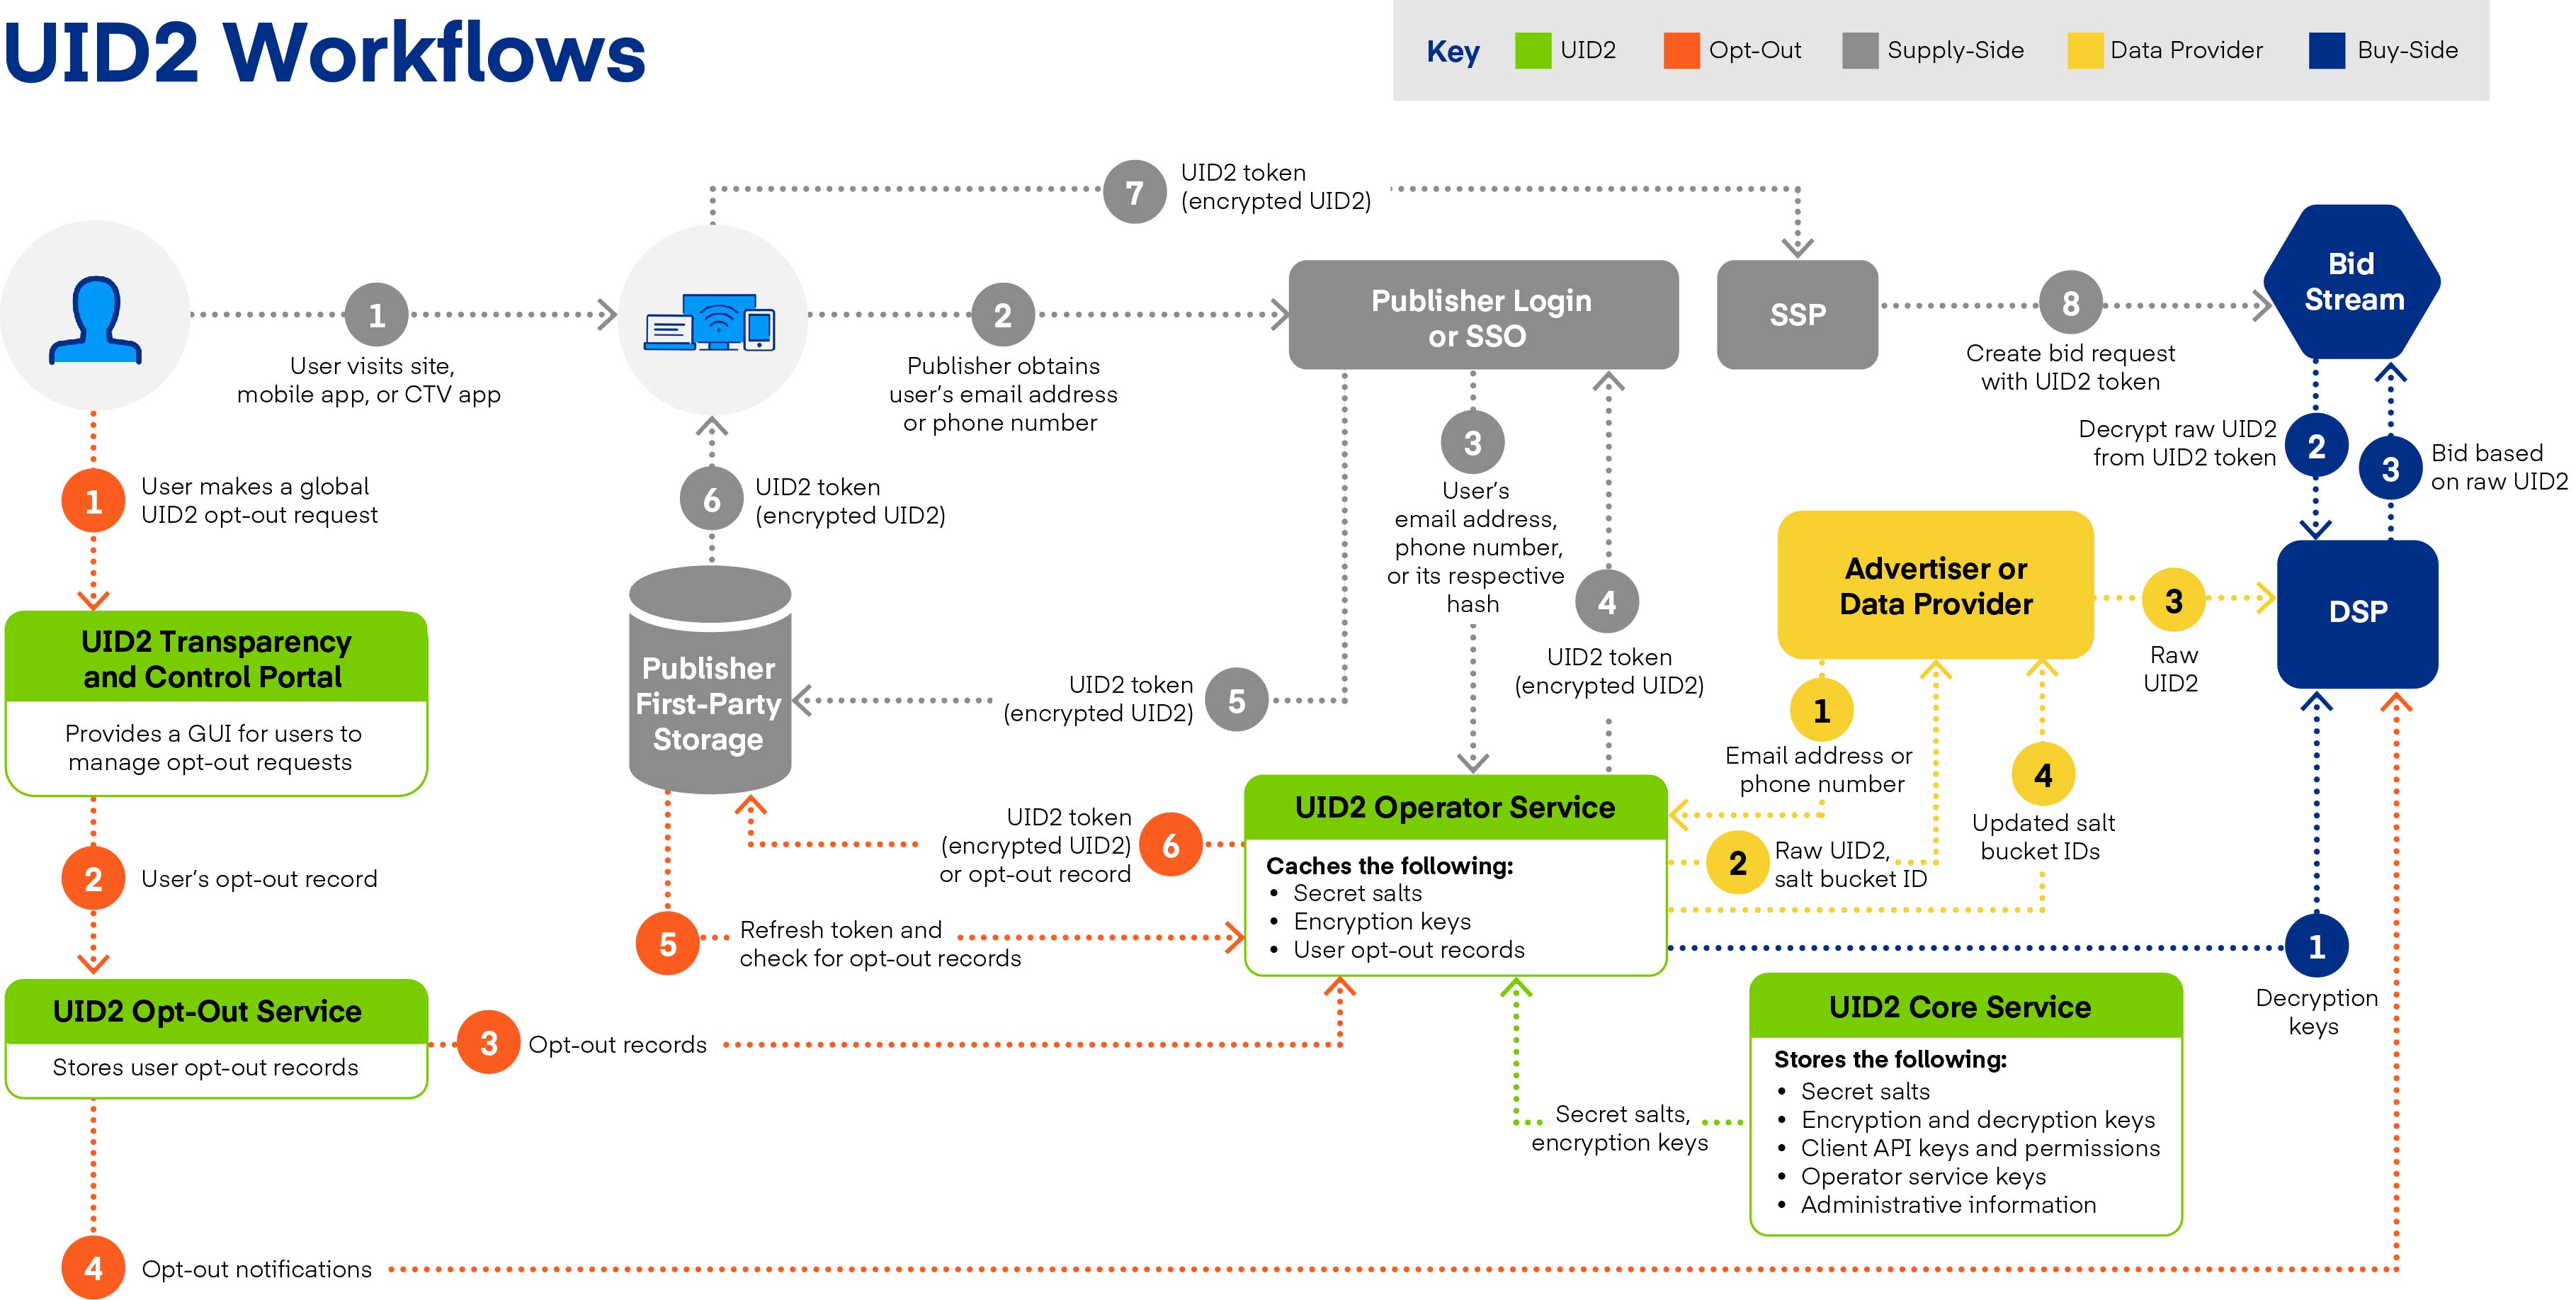 UID2 Workflows
Key
UID2
Opt-Out
Supply-Side
Data Provider
Buy-Side
7
UID2 token
(encrypted UID2)
1
User visits site,
mobile app, or CTV app
2
Publisher obtains
user's email address
or phone number
Publisher Login
or SSO
SSP
8
Create bid request
with UID2 token
Bid
Stream
2
Decrypt raw UID2
from UID2 token
3
Bid based
on raw UID2
1
User makes a global
UID2 opt-out request
6
UID2 token
(encrypted UID2)
3
User's
email address,
phone number,
or its respective
hash
4
UID2 token
(encrypted UID2)
Advertiser or
Data Provider
3
Raw
UID2
DSP
UID2 Transparency
and Control Portal
Provides a GUI for users to
manage opt-out requests
Publisher
First-Party
Storage
UID2 token
(encrypted UID2)
5
1
Email address or
phone number
4
Updated salt
bucket IDs
2
Raw UID2,
salt bucket ID
UID2 Operator Service
Caches the following:
• Secret salts
• Encryption keys
• User opt-out records
UID2 token
(encrypted UID2)
or opt-out record
6
2
User's opt-out record
5
Refresh token and
check for opt-out records
1
Decryption
keys
UID2 Opt-Out Service
Stores user opt-out records
3
Opt-out records
UID2 Core Service
Stores the following:
• Secret salts
• Encryption and decryption keys
• Client API keys and permissions
• Operator service keys
• Administrative information
Secret salts,
encryption keys
4
Opt-out notifications